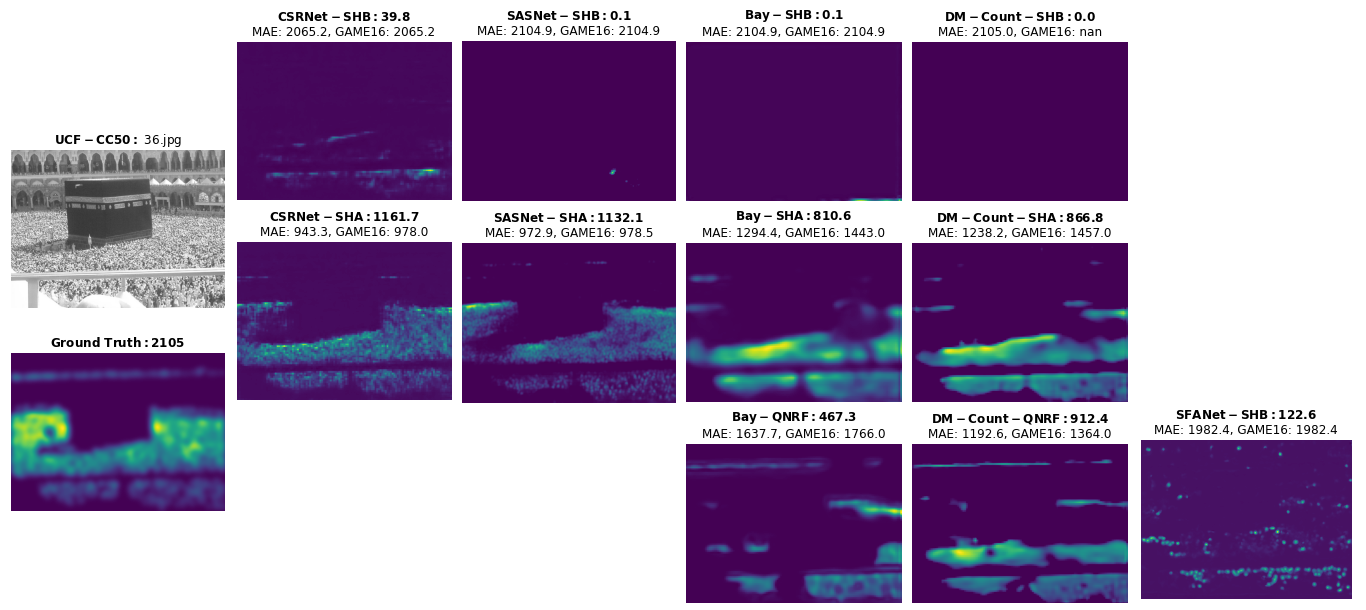 CSRNet − SHB : 39.8
MAE: 2065.2, GAME16: 2065.2
SASNet − SHB : 0.1
MAE: 2104.9, GAME16: 2104.9
Bay − SHB : 0.1
MAE: 2104.9, GAME16: 2104.9
DM − Count − SHB : 0.0
MAE: 2105.0, GAME16: nan
UCF − CC50 : 36.jpg
CSRNet − SHA : 1161.7
MAE: 943.3, GAME16: 978.0
SASNet − SHA : 1132.1
MAE: 972.9, GAME16: 978.5
Bay − SHA : 810.6
MAE: 1294.4, GAME16: 1443.0
DM − Count − SHA : 866.8
MAE: 1238.2, GAME16: 1457.0
Ground Truth : 2105
Bay − QNRF : 467.3
MAE: 1637.7, GAME16: 1766.0
DM − Count − QNRF : 912.4
MAE: 1192.6, GAME16: 1364.0
SFANet − SHB : 122.6
MAE: 1982.4, GAME16: 1982.4